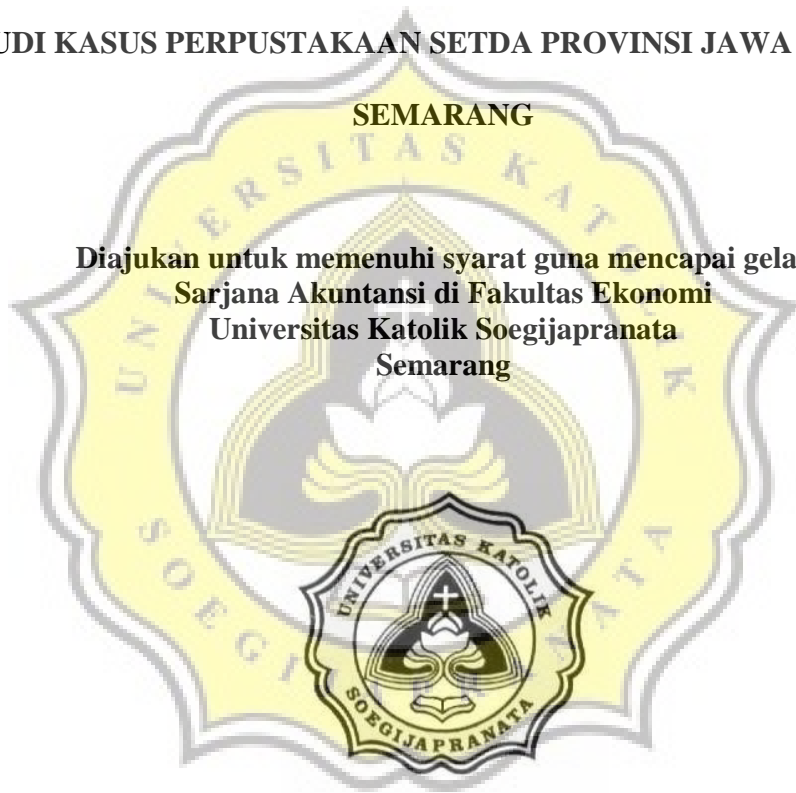 UDI KASUS PERPUSTAKAAN SETDA PROVINSI JAWA
SEMARANG
Diajukan untuk memenuhi syarat guna mencapai gela
Sarjana Akuntansi di Fakultas Ekonomi
Universitas Katolik Soegijapranata
Semarang
UNIVERSITAS KATOLIK
SOEGIJAPRANATA